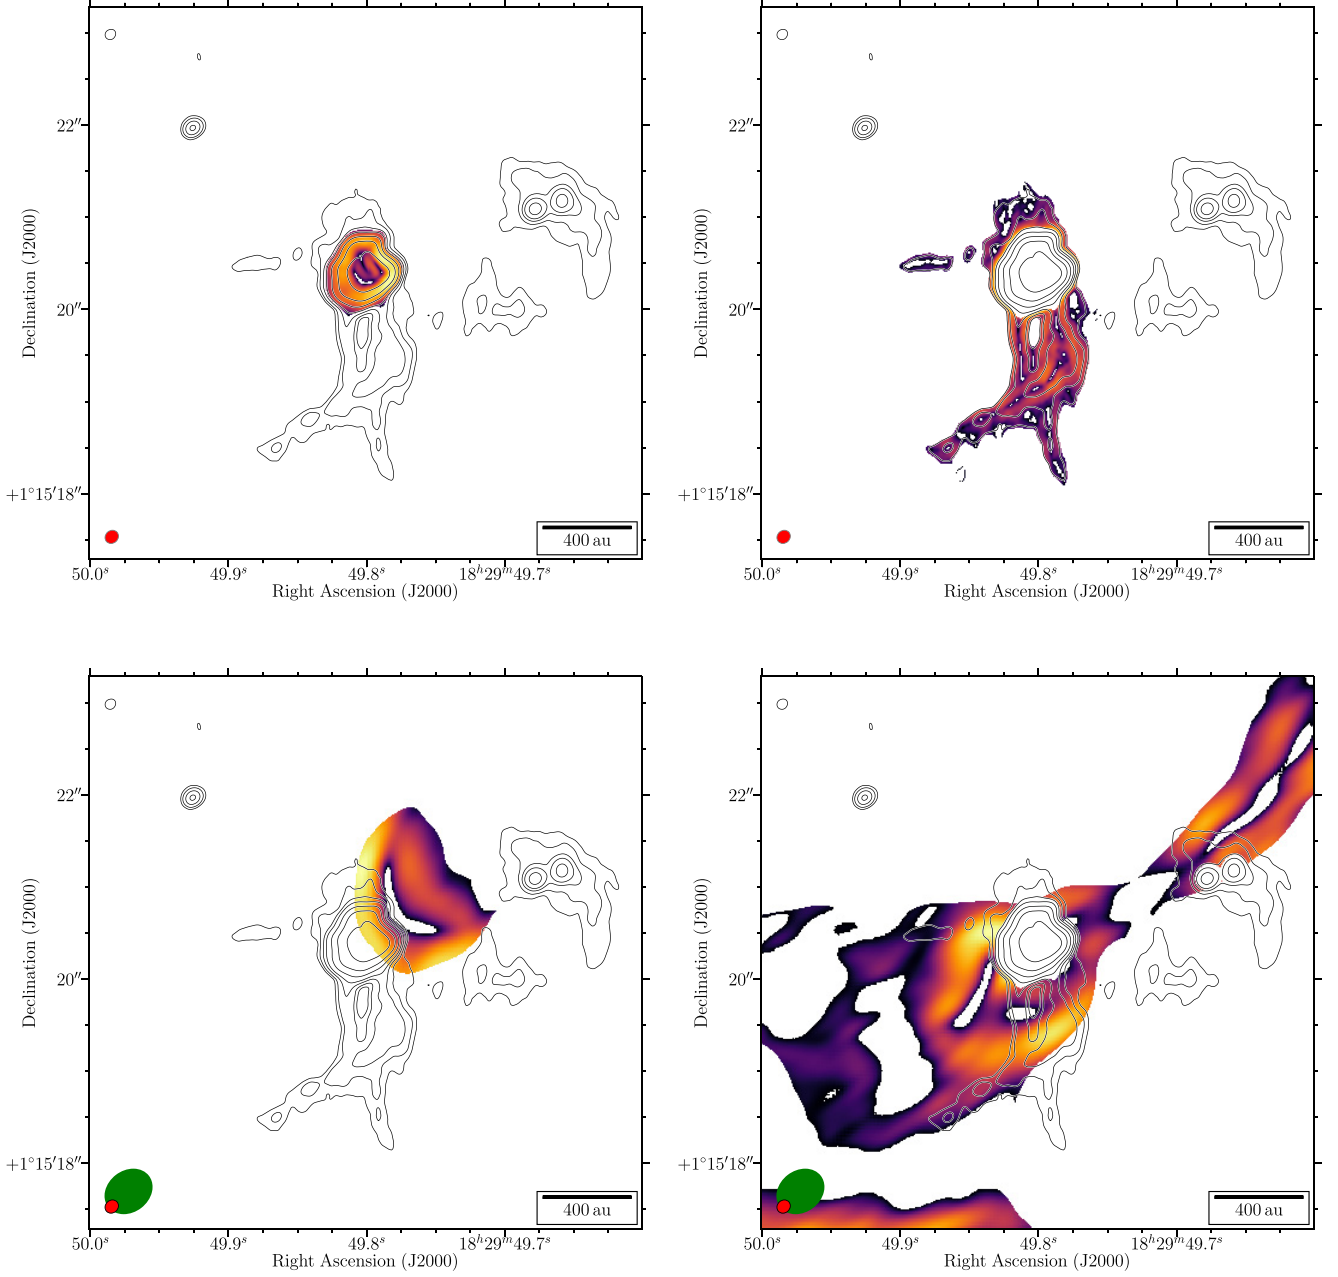 22″
20″
+1°15′18″
Declination (J2000)
400 au
50.0ˢ 49.9ˢ 49.8ˢ 18ʰ29ᵐ49.7ˢ
Right Ascension (J2000)
22″
20″
+1°15′18″
Declination (J2000)
400 au
50.0ˢ 49.9ˢ 49.8ˢ 18ʰ29ᵐ49.7ˢ
Right Ascension (J2000)
22″
20″
+1°15′18″
Declination (J2000)
400 au
50.0ˢ 49.9ˢ 49.8ˢ 18ʰ29ᵐ49.7ˢ
Right Ascension (J2000)
22″
20″
+1°15′18″
Declination (J2000)
400 au
50.0ˢ 49.9ˢ 49.8ˢ 18ʰ29ᵐ49.7ˢ
Right Ascension (J2000)